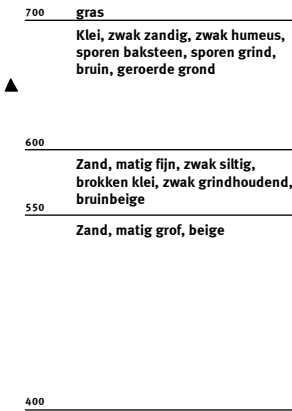 700 gras
Klei, zwak zandig, zwak humeus,
sporen baksteen, sporen grind,
bruin, geroerde grond
600
Zand, matig fijn, zwak siltig,
brokken klei, zwak grindhoudend,
bruinbeige
550
Zand, matig grof, beige
400